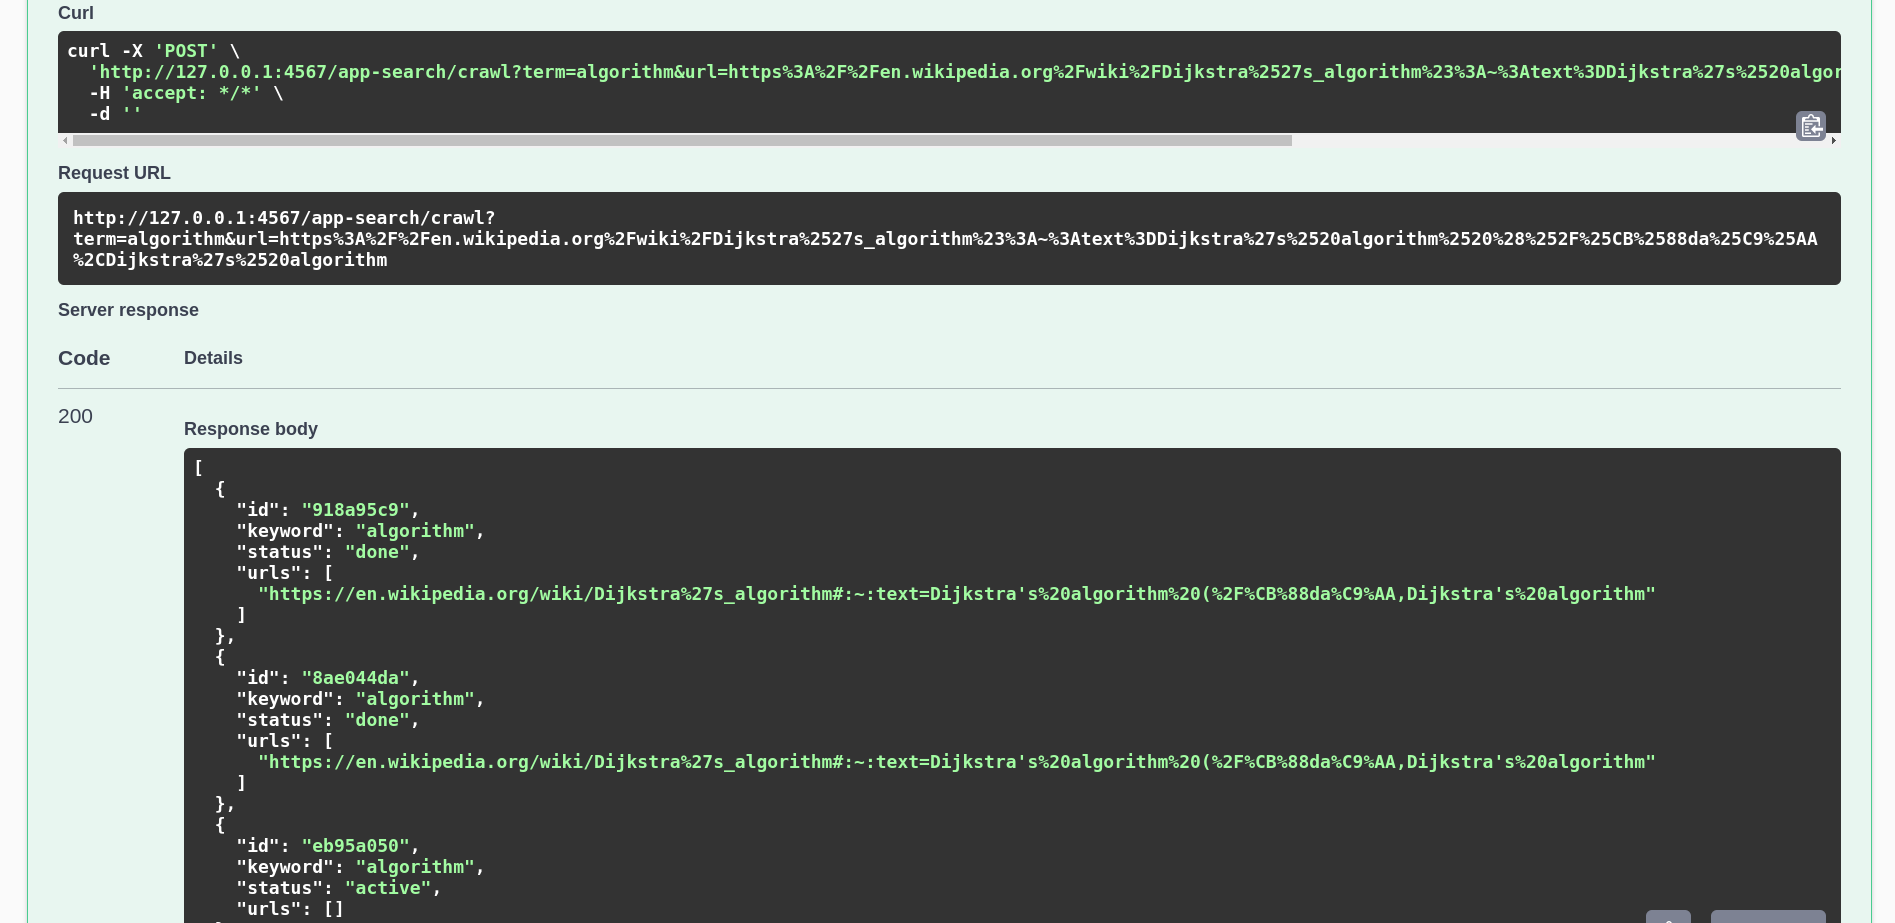 Curl
curl -X 'POST' \
'http://127.0.0.1:4567/app-search/crawl?term=algorithm&url=https%3A%2F%2Fen.wikipedia.org%2Fwiki%2FDijkstra%2527s_algorithm%23%3A~%3Atext%3DDijkstra%27s%2520algor
-H 'accept: */*' \
-d ''
Request URL
http://127.0.0.1:4567/app-search/crawl?
term=algorithm&url=https%3A%2F%2Fen.wikipedia.org%2Fwiki%2FDijkstra%2527s_algorithm%23%3A~%3Atext%3DDijkstra%27s%2520algorithm%2520%28%252F%25CB%2588da%25C9%25AA
%2CDijkstra%27s%2520algorithm
Server response
Code Details
200
Response body
[
{
"id": "918a95c9",
"keyword": "algorithm",
"status": "done",
"urls": [
"https://en.wikipedia.org/wiki/Dijkstra%27s_algorithm#:~:text=Dijkstra's%20algorithm%20(%2F%CB%88da%C9%AA,Dijkstra's%20algorithm"
]
},
{
"id": "8ae044da",
"keyword": "algorithm",
"status": "done",
"urls": [
"https://en.wikipedia.org/wiki/Dijkstra%27s_algorithm#:~:text=Dijkstra's%20algorithm%20(%2F%CB%88da%C9%AA,Dijkstra's%20algorithm"
]
},
{
"id": "eb95a050",
"keyword": "algorithm",
"status": "active",
"urls": []